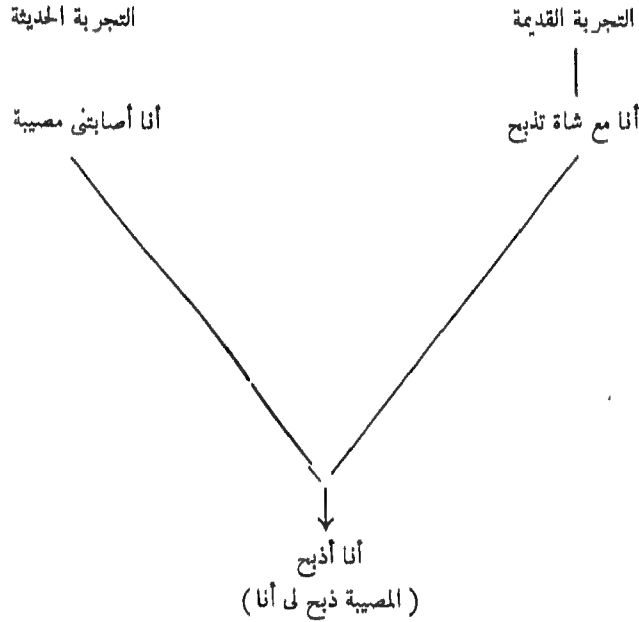 التجربة القديمة
التجربة الحديثة
أنا مع شاة تذبح
أنا أصابتنى مصيبة
أنا أذبح
( المصيبة ذبح لى أنا )